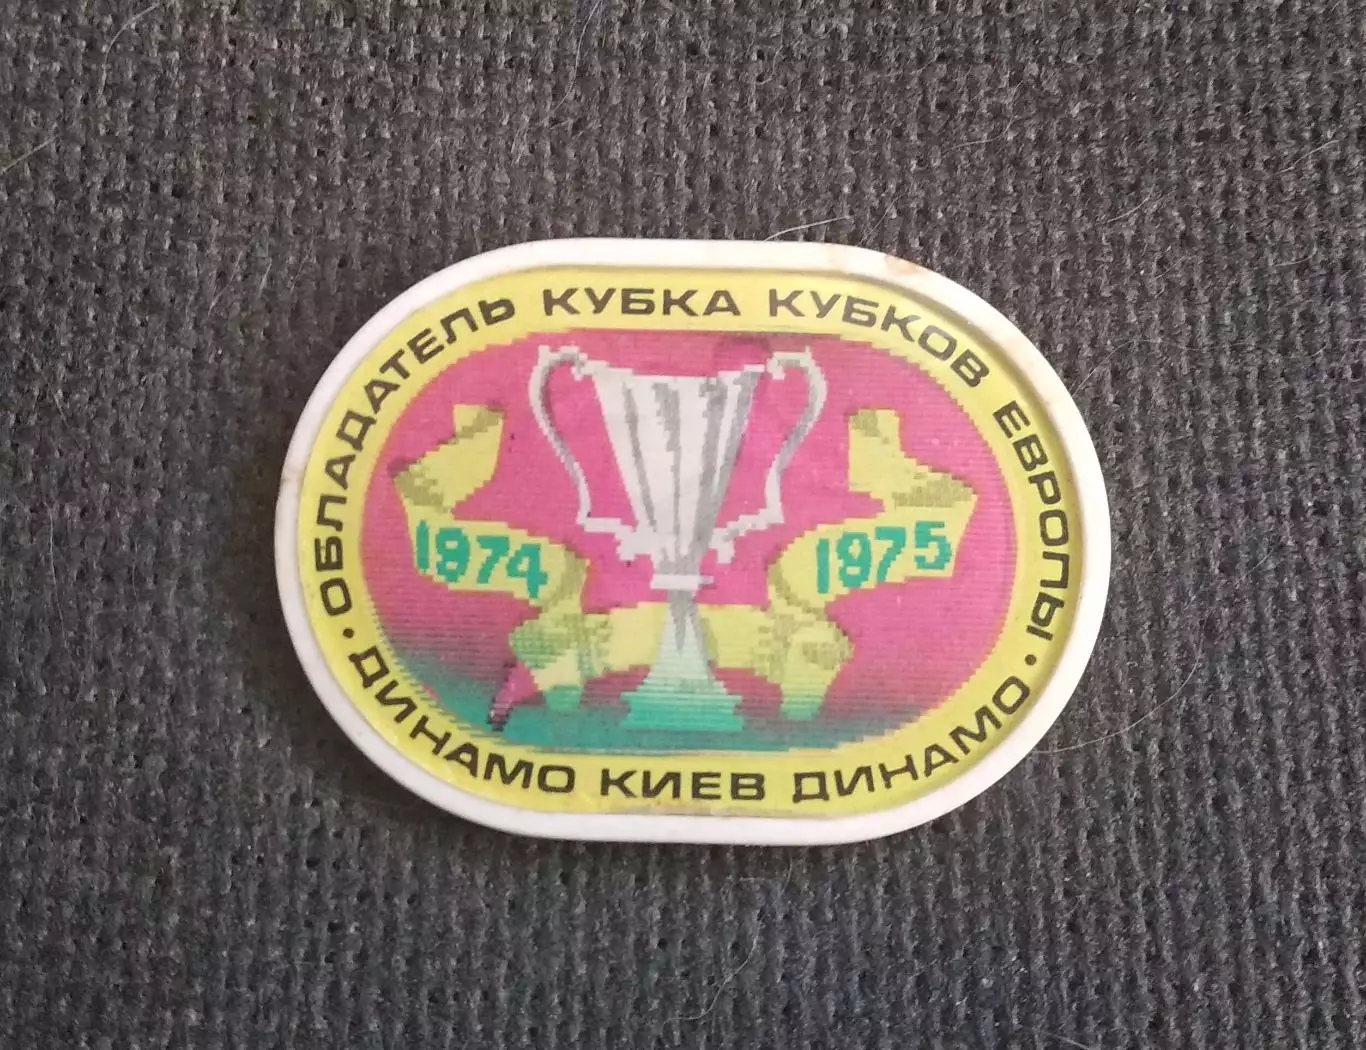 ОБЛАДАТЕЛЬ КУБКА КУБКОВ ЕВРОПЫ
1974
1975
• ДИНАМО КИЕВ ДИНАМО •